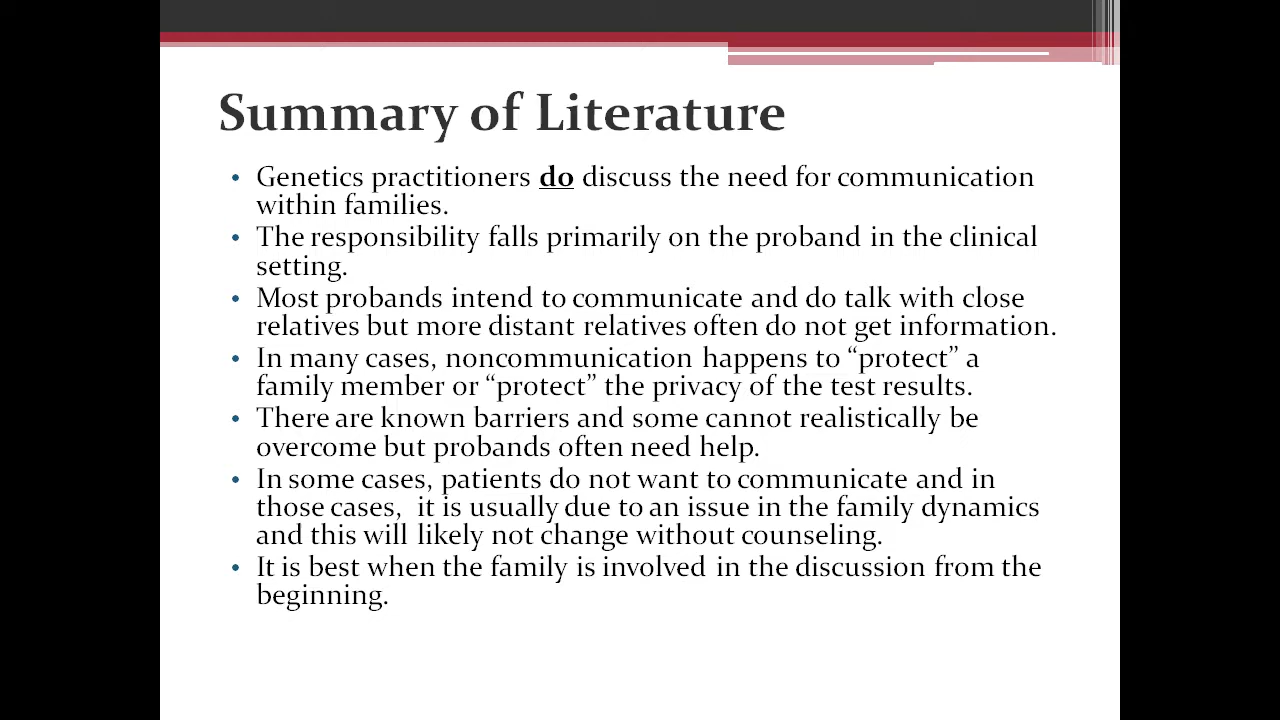 Summary of Literature
• Genetics practitioners do discuss the need for communication
within families.
• The responsibility falls primarily on the proband in the clinical
setting.
• Most probands intend to communicate and do talk with close
relatives but more distant relatives often do not get information.
• In many cases, noncommunication happens to “protect” a
family member or “protect” the privacy of the test results.
• There are known barriers and some cannot realistically be
overcome but probands often need help.
• In some cases, patients do not want to communicate and in
those cases,  it is usually due to an issue in the family dynamics
and this will likely not change without counseling.
• It is best when the family is involved in the discussion from the
beginning.